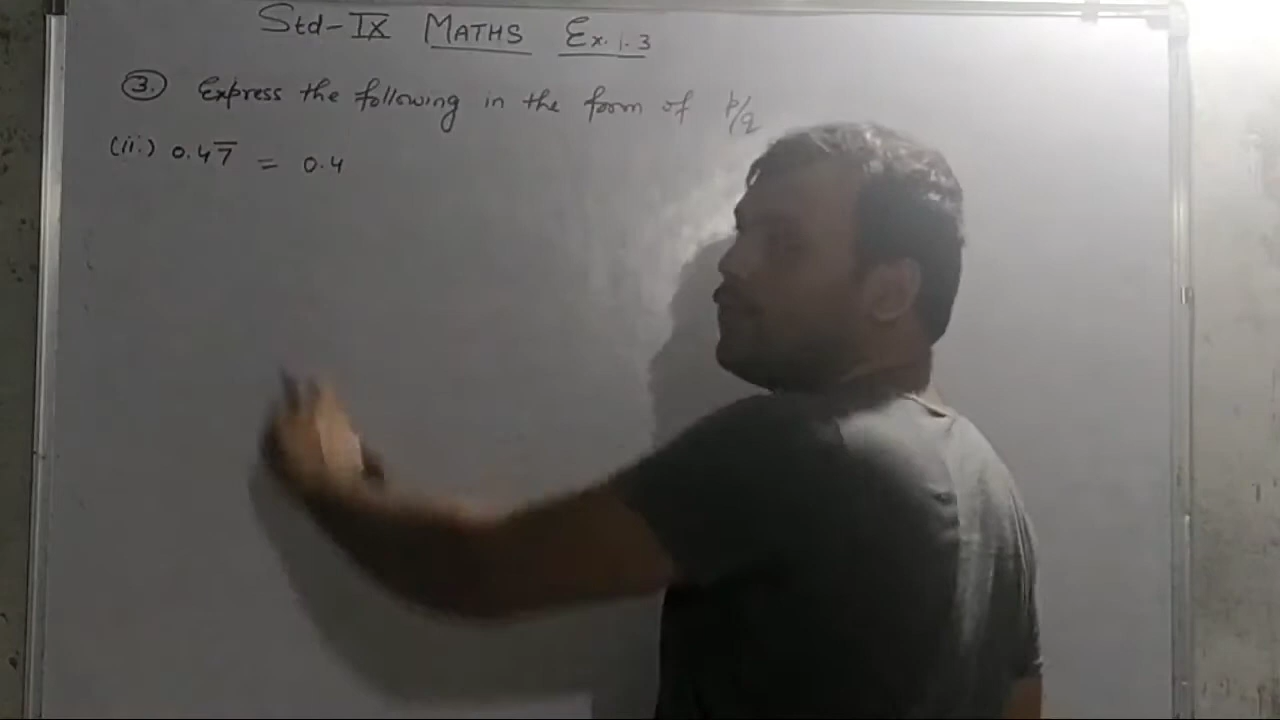 Std-IX MATHS Ex. 1.3
3. Express the following in the form of p/q
(ii.) 0.47̅ = 0.4